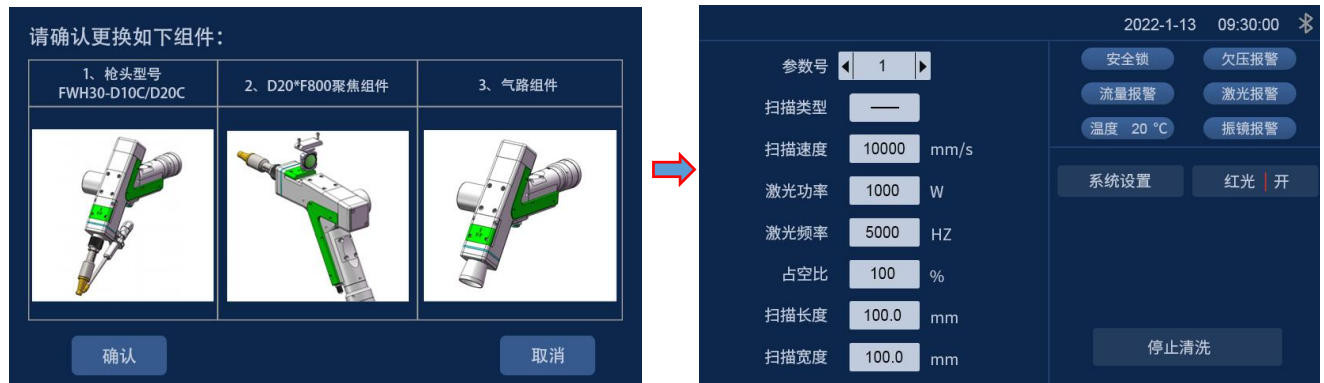 请确认更换如下组件：
1、枪头型号
FWH30-D10C/D20C
2、D20*F800聚焦组件
3、气路组件
确认
取消
2022-1-13 09:30:00
参数号 1
扫描类型 —
扫描速度 10000 mm/s
激光功率 1000 W
激光频率 5000 HZ
占空比 100 %
扫描长度 100.0 mm
扫描宽度 100.0 mm
安全锁 欠压报警
流量报警 激光报警
温度 20 °C 振镜报警
系统设置 红光 | 开
停止清洗